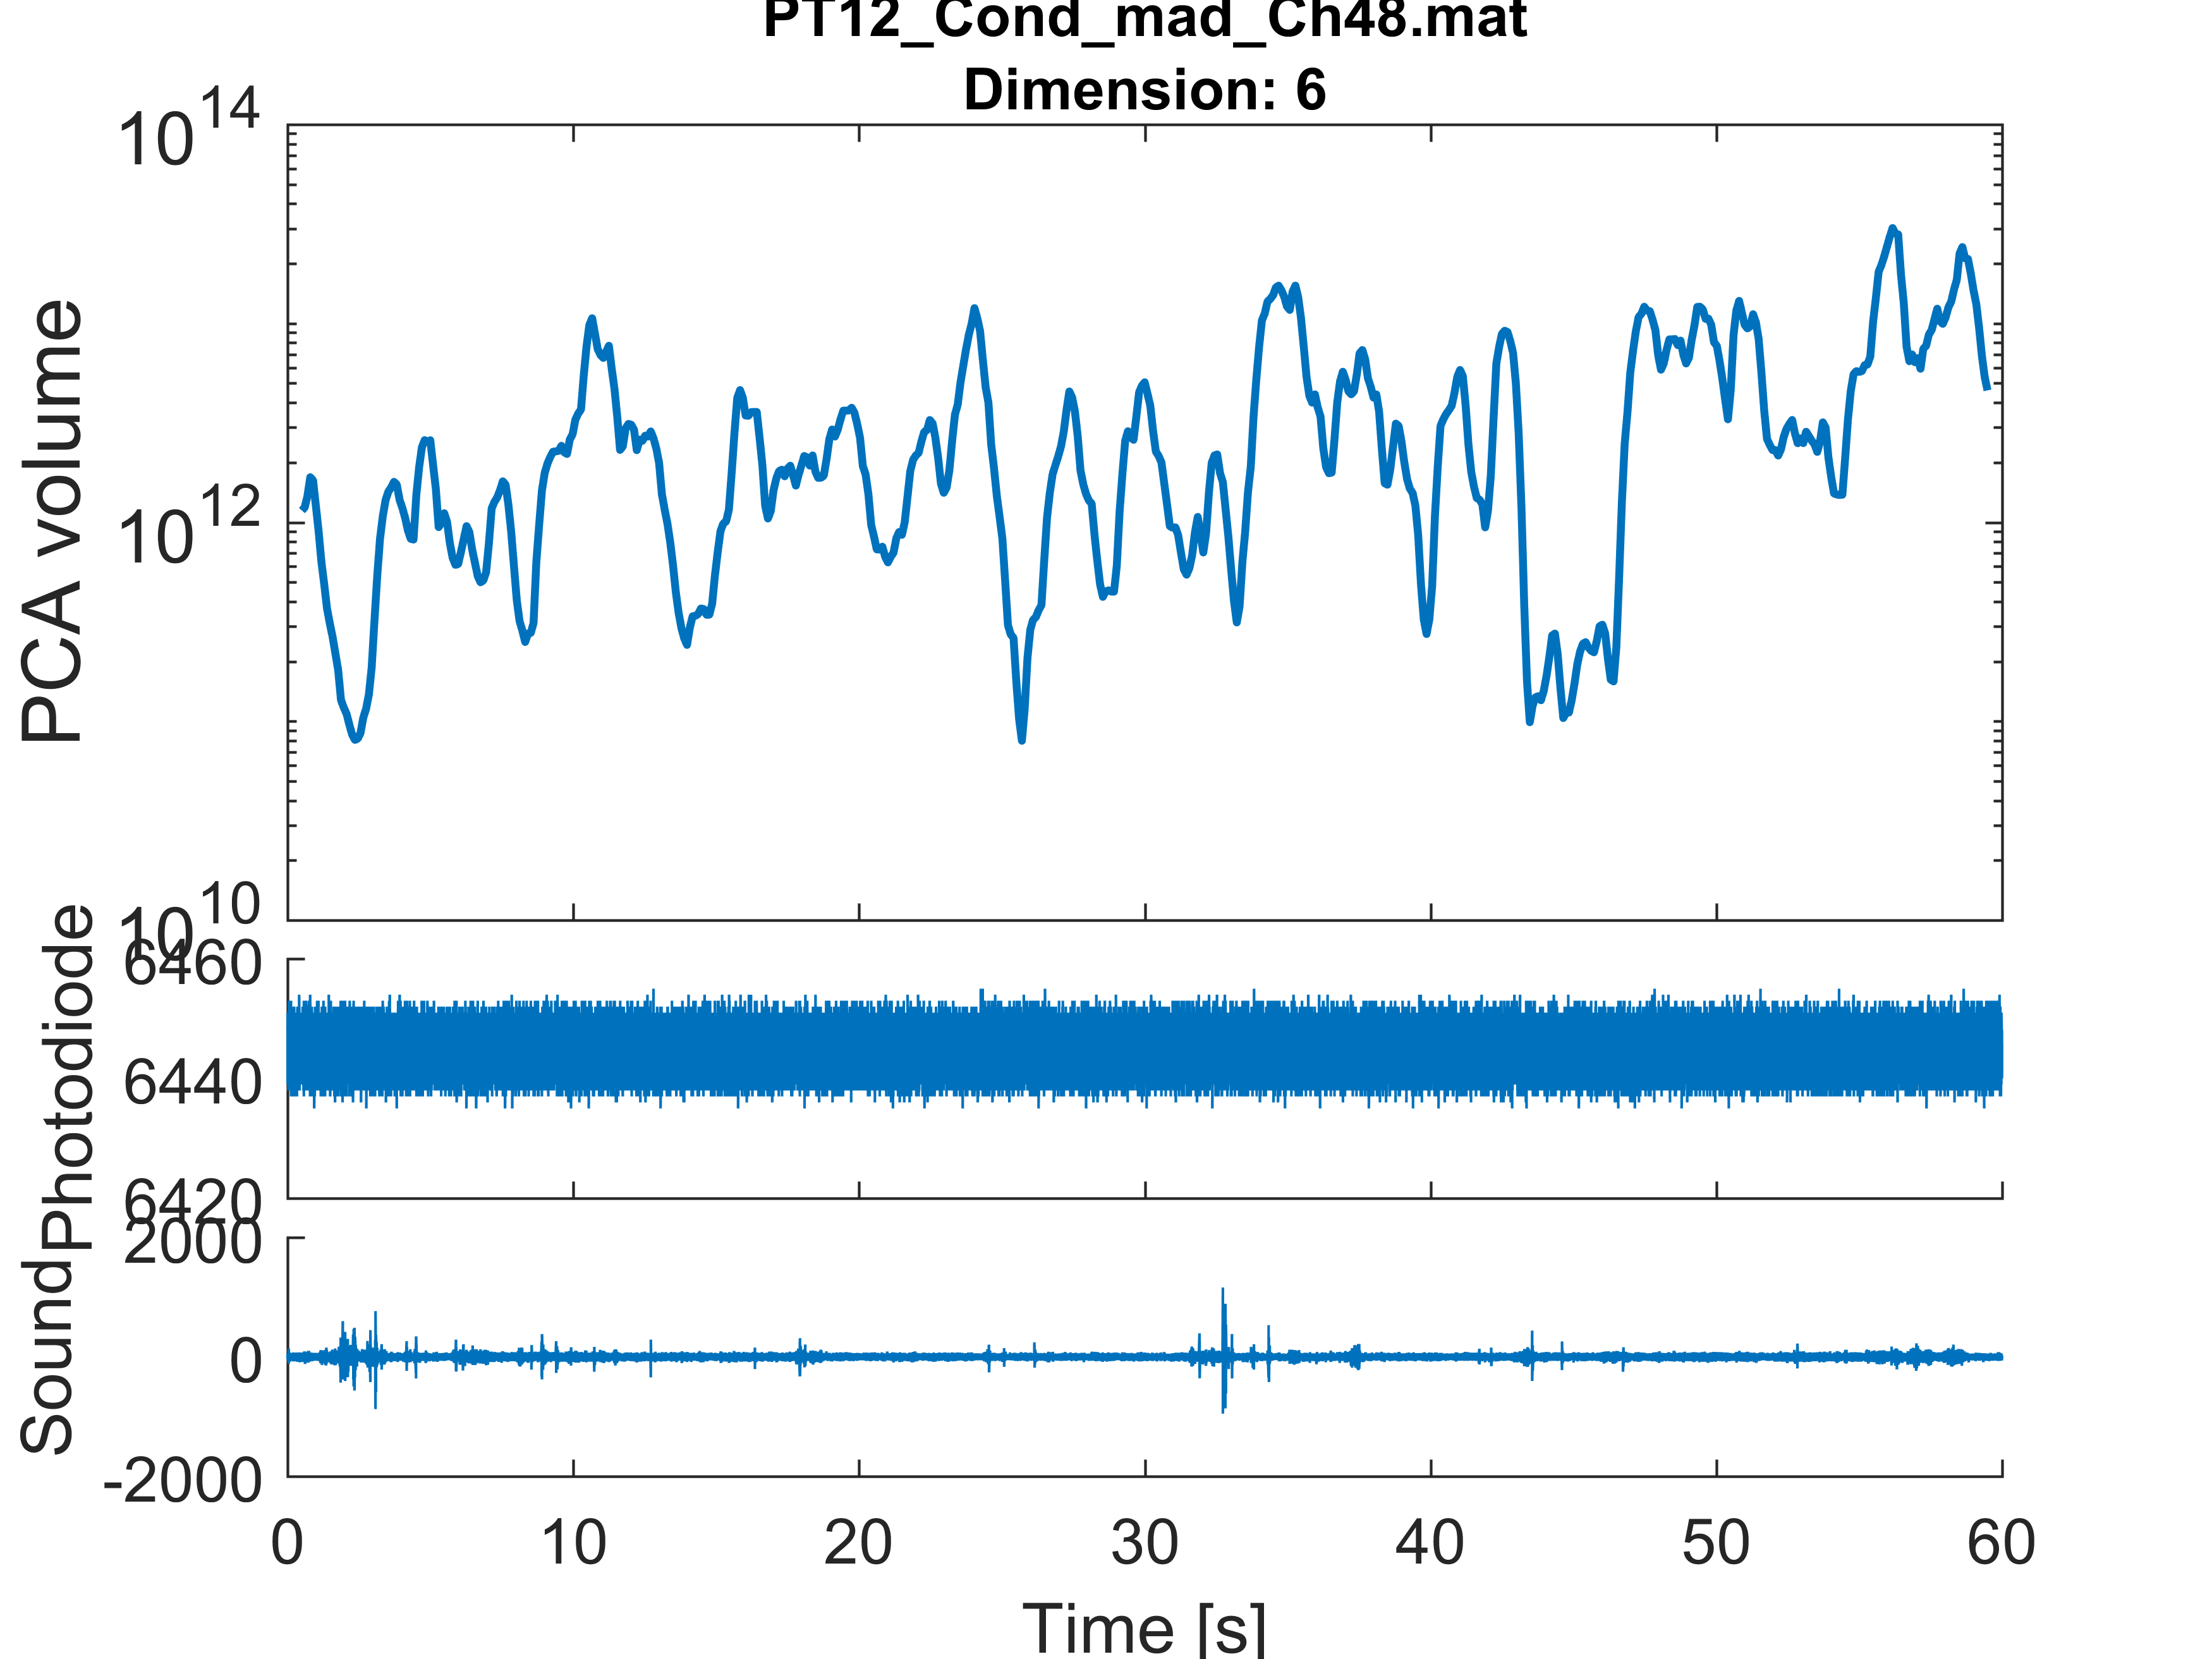 PT12_Cond_mad_Ch48.mat
Dimension: 6
10^14
10^12
10^10
PCA volume
6460
6440
6420
Photodiode
2000
0
-2000
Sound
0 10 20 30 40 50 60
Time [s]